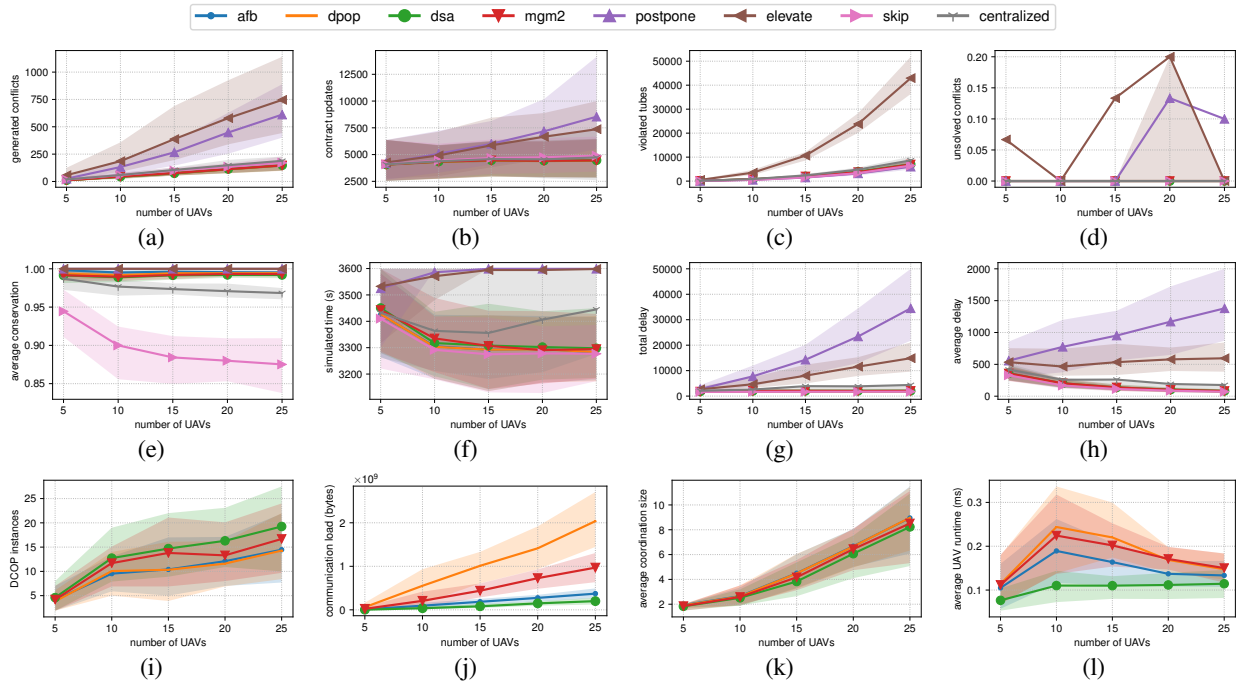 afb dpop dsa mgm2 postpone elevate skip centralized
generated conflicts
1000
750
500
250
0
5 10 15 20 25
number of UAVs
(a)
contract updates
12500
10000
7500
5000
2500
5 10 15 20 25
number of UAVs
(b)
violated tubes
50000
40000
30000
20000
10000
0
5 10 15 20 25
number of UAVs
(c)
unsolved conflicts
0.20
0.15
0.10
0.05
0.00
5 10 15 20 25
number of UAVs
(d)
average conservation
1.00
0.95
0.90
0.85
5 10 15 20 25
number of UAVs
(e)
simulated time (s)
3600
3500
3400
3300
3200
5 10 15 20 25
number of UAVs
(f)
total delay
50000
40000
30000
20000
10000
0
5 10 15 20 25
number of UAVs
(g)
average delay
2000
1500
1000
500
0
5 10 15 20 25
number of UAVs
(h)
DCOP instances
25
20
15
10
5
5 10 15 20 25
number of UAVs
(i)
communication load (bytes)
×10⁹
2
1
0
5 10 15 20 25
number of UAVs
(j)
average coordination size
10
8
6
4
2
5 10 15 20 25
number of UAVs
(k)
average UAV runtime (ms)
0.3
0.2
0.1
5 10 15 20 25
number of UAVs
(l)